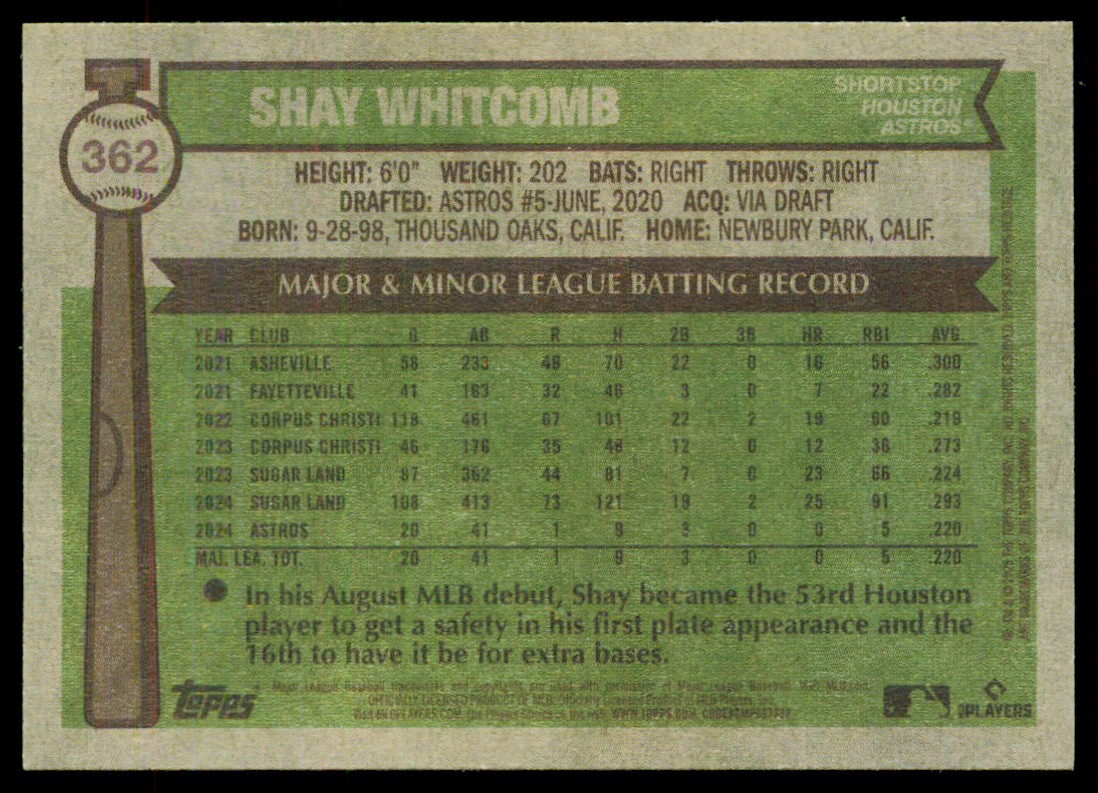 362
SHAY WHITCOMB
SHORTSTOP
HOUSTON
ASTROS
HEIGHT: 6'0" WEIGHT: 202 BATS: RIGHT THROWS: RIGHT
DRAFTED: ASTROS #5-JUNE, 2020 ACQ: VIA DRAFT
BORN: 9-28-98, THOUSAND OAKS, CALIF. HOME: NEWBURY PARK, CALIF.
MAJOR & MINOR LEAGUE BATTING RECORD
YEAR CLUB G AB R H 2B 3B HR RBI AVG
2021 ASHEVILLE 58 233 49 70 22 0 16 56 .300
2021 FAYETTEVILLE 41 163 32 46 3 0 7 22 .282
2022 CORPUS CHRISTI 118 461 67 101 22 2 19 60 .219
2023 CORPUS CHRISTI 46 176 35 48 12 0 12 36 .273
2023 SUGAR LAND 87 362 44 81 7 0 23 66 .224
2024 SUGAR LAND 108 413 73 121 19 2 25 91 .293
2024 ASTROS 20 41 1 9 3 0 0 5 .220
MAJ. LEA. TOT. 20 41 1 9 3 0 0 5 .220
In his August MLB debut, Shay became the 53rd Houston
player to get a safety in his first plate appearance and the
16th to have it be for extra bases.
Topps
PLAYERS